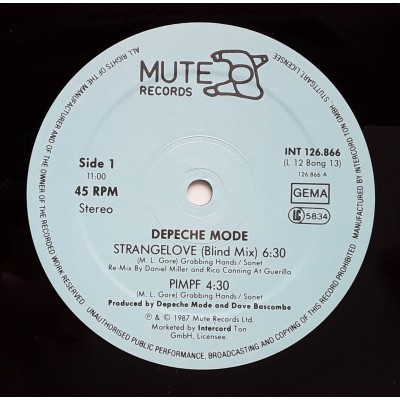 MUTE
RECORDS
Side 1
11:00
45 RPM
Stereo
INT 126.866
(L 12 Bong 13)
126 866 A
GEMA
LC 5834
DEPECHE MODE
STRANGELOVE (Blind Mix) 6:30
(M. L. Gore) Grabbing Hands / Sonet
Re-Mix By Daniel Miller and Rico Conning At Guerilla
PIMPF 4:30
(M. L. Gore) Grabbing Hands / Sonet
Produced by Depeche Mode and Dave Bascombe
℗ & © 1987 Mute Records Ltd.
Marketed by Intercord Ton
GmbH, Licensee.
ALL RIGHTS OF THE MANUFACTURER AND OF THE OWNER OF THE RECORDED WORK RESERVED. UNAUTHORISED PUBLIC PERFORMANCE, BROADCASTING AND COPYING OF THIS RECORD PROHIBITED. MANUFACTURED BY INTERCORD TON GMBH, STUTTGART, LICENSEE.